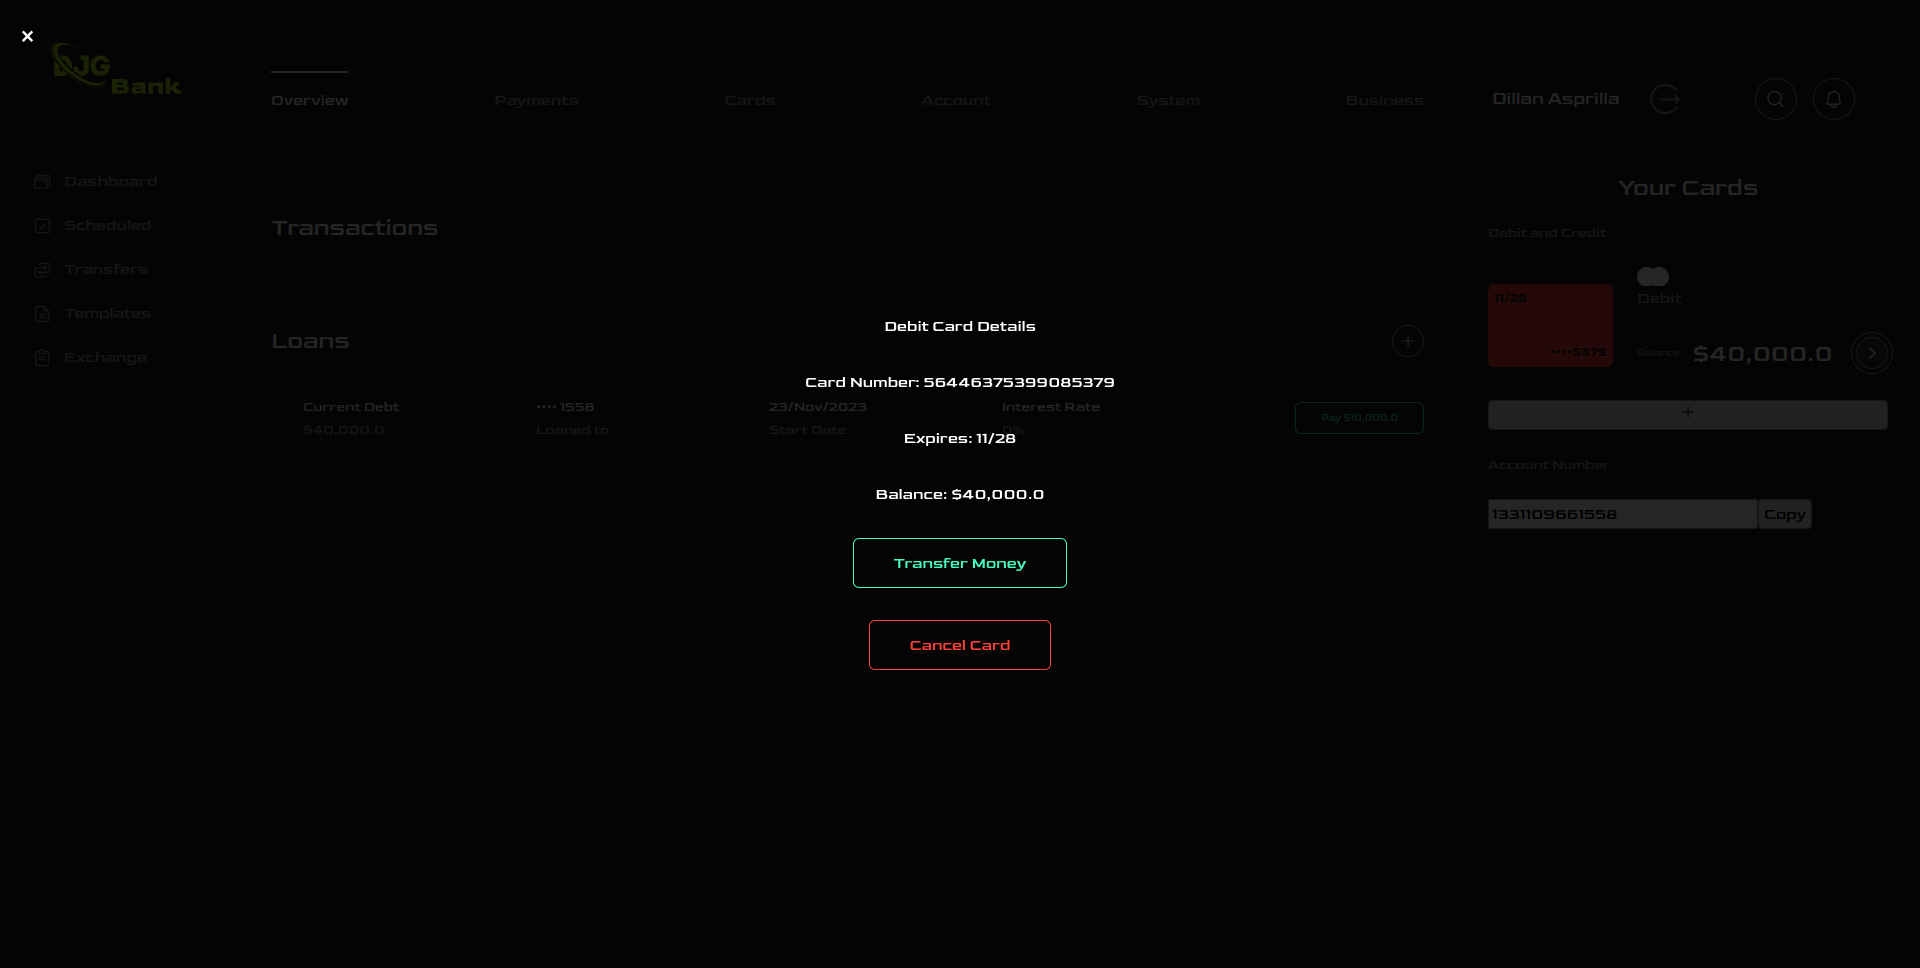 ×
DJG
Bank
Overview
Payments
Cards
Account
System
Business
Dillan Asprilla
Dashboard
Scheduled
Transfers
Templates
Exchange
Transactions
Loans
Current Debt
$40,000.0
•••• 1558
Loaned to
23/Nov/2023
Start Date
Interest Rate
0%
Pay $10,000.0
Debit Card Details
Card Number: 56446375399085379
Expires: 11/28
Balance: $40,000.0
Transfer Money
Cancel Card
Your Cards
Debit and Credit
11/28
••••5379
Debit
Balance $40,000.0
+
Account Number
1331109661558
Copy